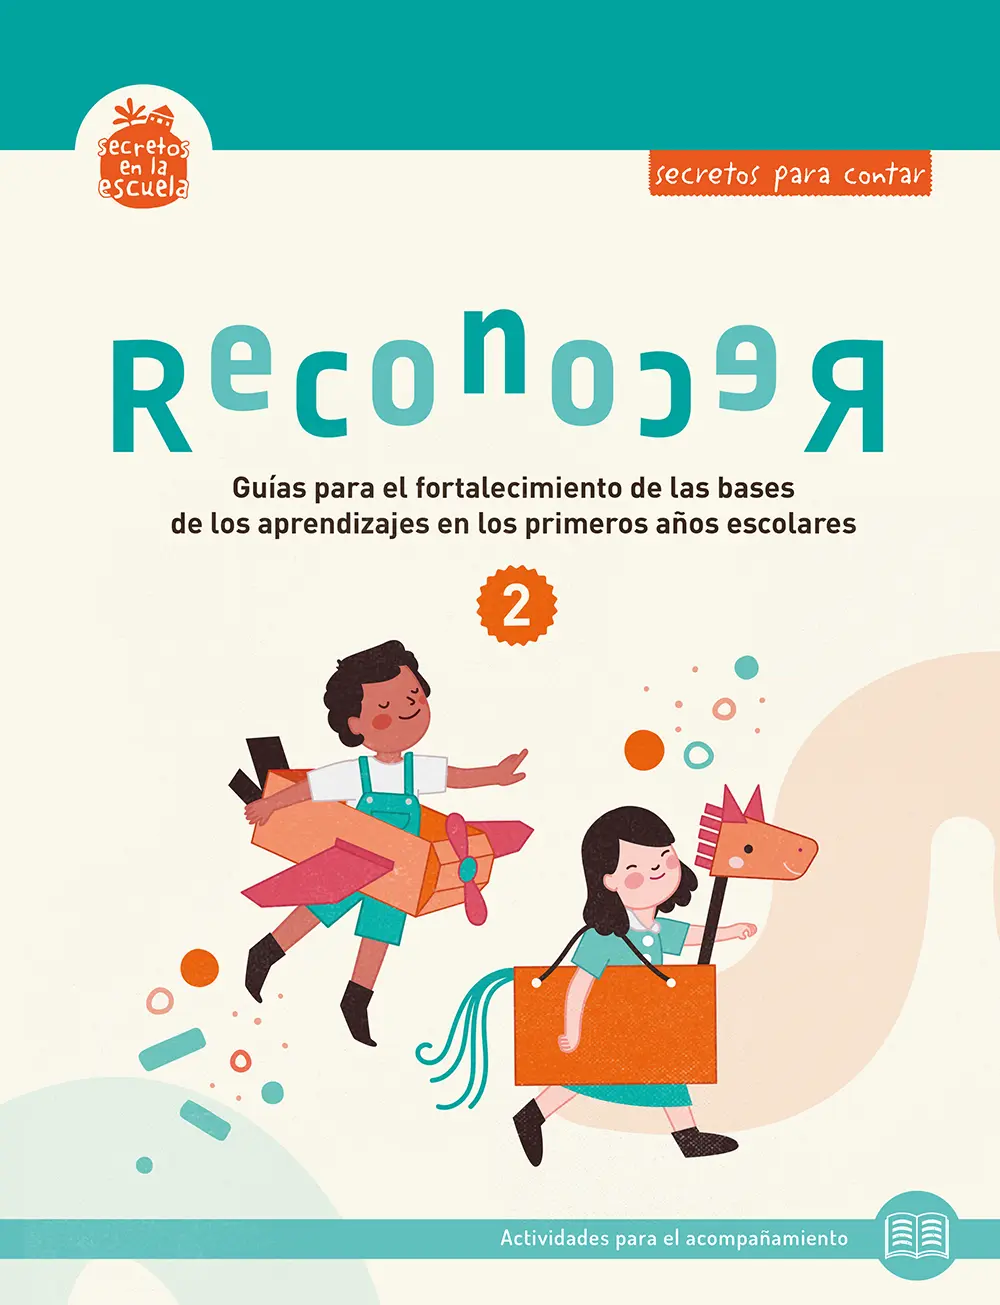 secretos
en la
escuela
secretos para contar
Reconocer
Guías para el fortalecimiento de las bases
de los aprendizajes en los primeros años escolares
2
Actividades para el acompañamiento